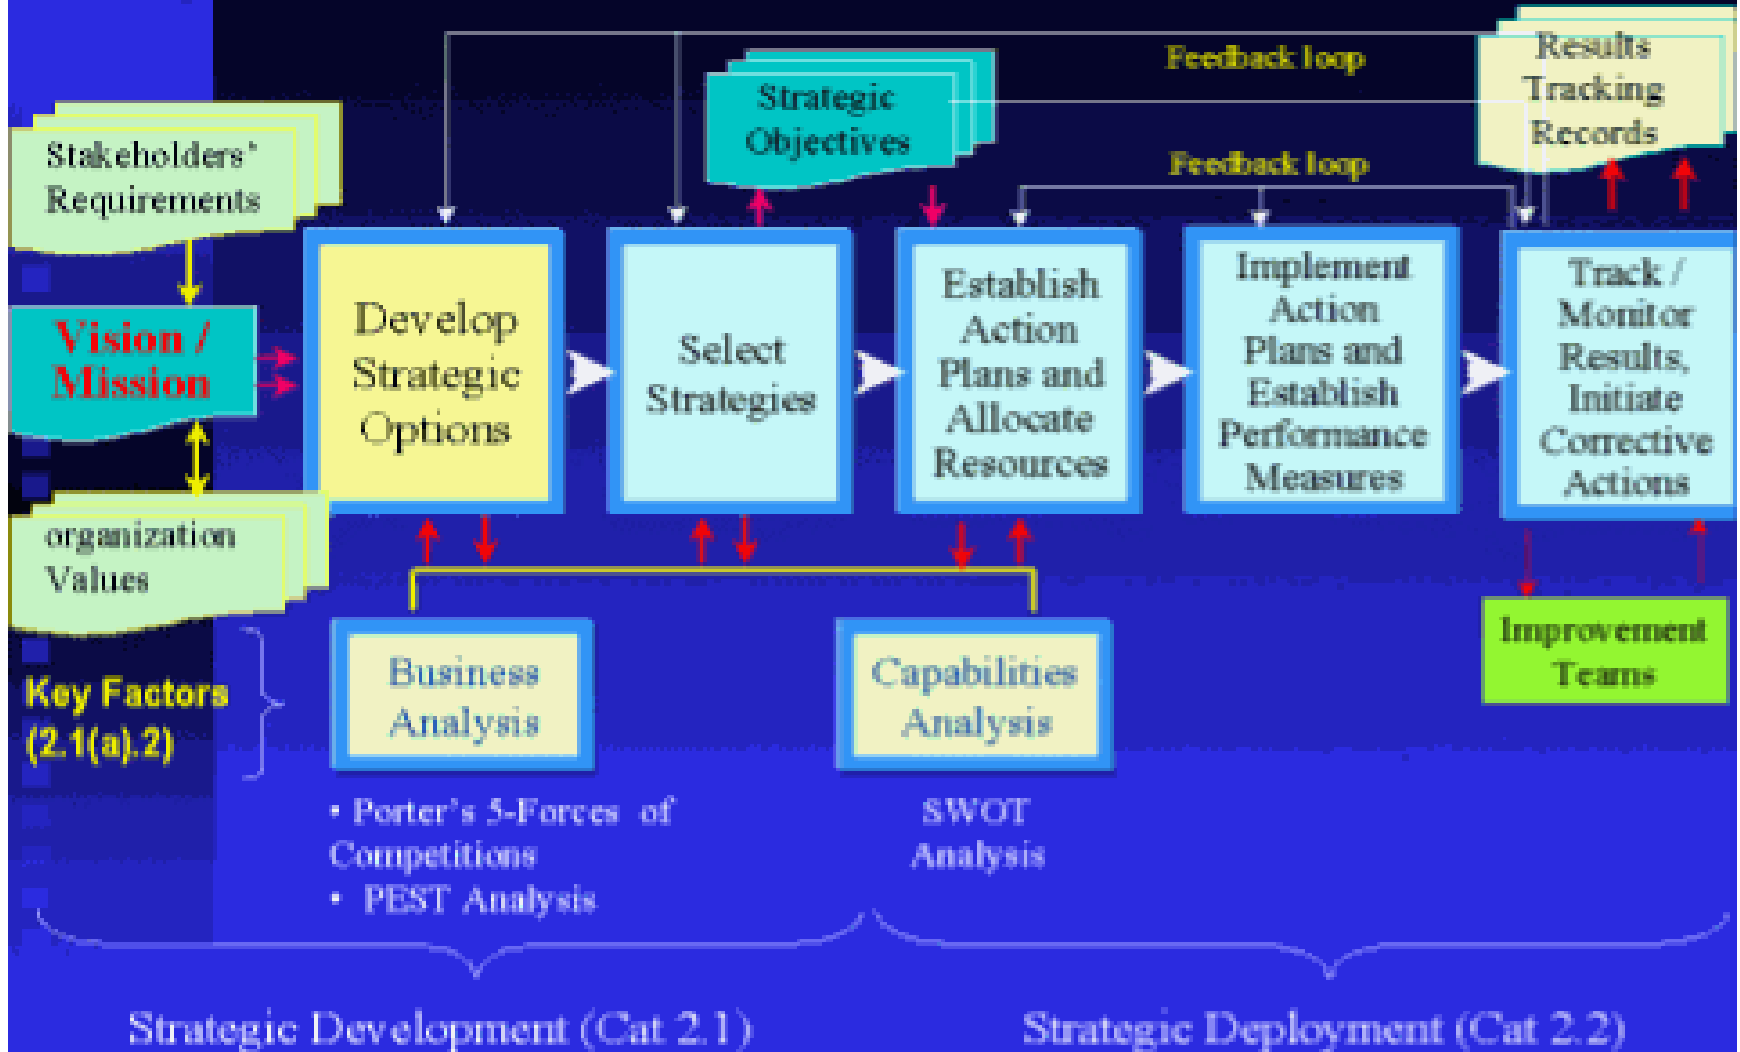 Feedback loop
Results
Tracking
Records
Strategic
Objectives
Stakeholders'
Requirements
Feedback loop
Vision /
Mission
Develop
Strategic
Options
Select
Strategies
Establish
Action
Plans and
Allocate
Resources
Implement
Action
Plans and
Establish
Performance
Measures
Track /
Monitor
Results,
Initiate
Corrective
Actions
organization
Values
Improvement
Teams
Key Factors
(2.1(a).2)
Business
Analysis
Capabilities
Analysis
• Porter's 5-Forces of
Competitions
• PEST Analysis
SWOT
Analysis
Strategic Development (Cat 2.1)
Strategic Deployment (Cat 2.2)